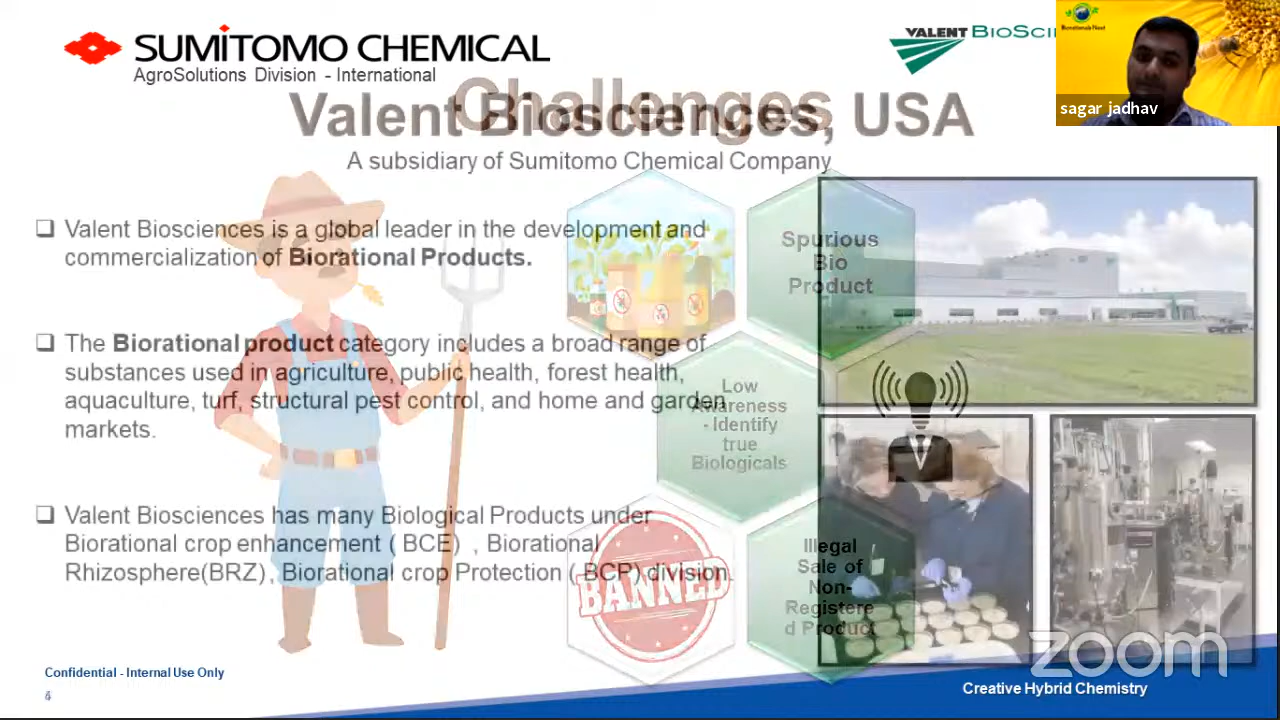 SUMITOMO CHEMICAL
AgroSolutions Division - International
VALENT BIOSCI
Challenges
Valent Biosciences, USA
A subsidiary of Sumitomo Chemical Company
sagar jadhav
❑ Valent Biosciences is a global leader in the development and
commercialization of Biorational Products.
❑ The Biorational product category includes a broad range of
substances used in agriculture, public health, forest health,
aquaculture, turf, structural pest control, and home and garden
markets.
❑ Valent Biosciences has many Biological Products under
Biorational crop enhancement ( BCE) , Biorational
Rhizosphere(BRZ), Biorational crop Protection ( BCP) division.
Spurious
Bio
Product
Low
Awareness
- Identify
true
Biologicals
BANNED
Illegal
Sale of
Non-
Registere
d Product
zoom
Confidential - Internal Use Only
Creative Hybrid Chemistry